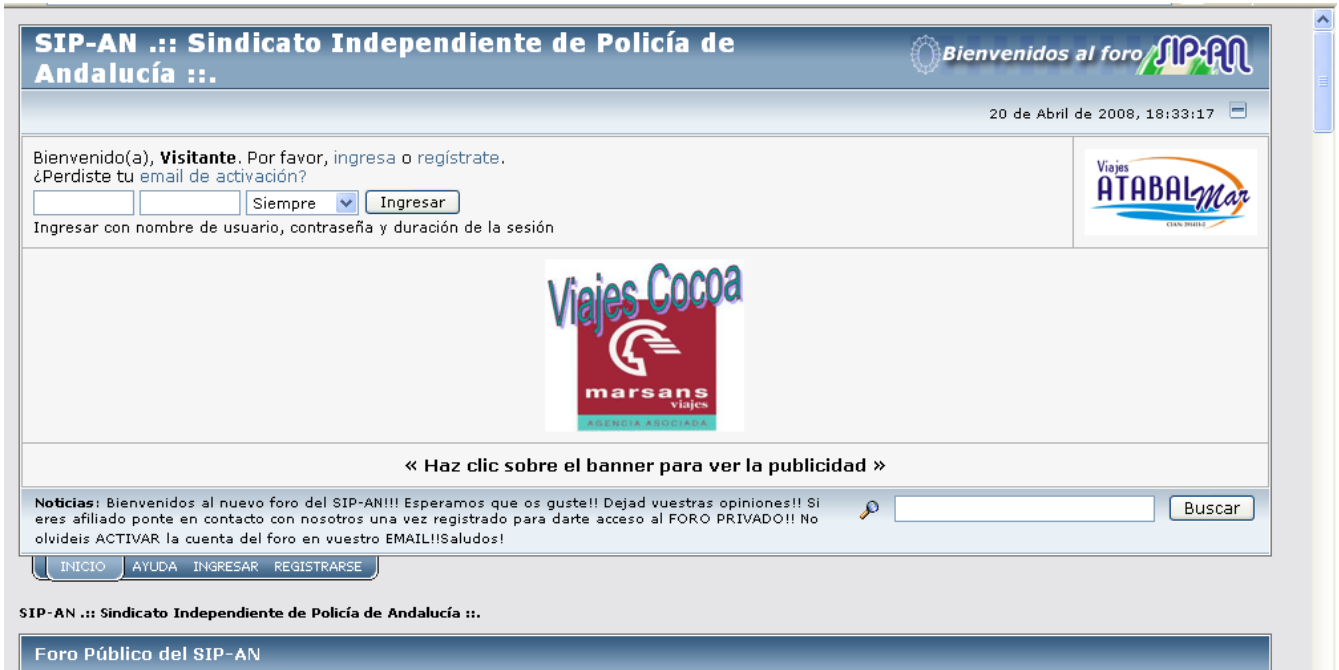 SIP-AN .:: Sindicato Independiente de Policía de
Andalucía ::.
Bienvenidos al foro SIP-AN
20 de Abril de 2008, 18:33:17
Bienvenido(a), Visitante. Por favor, ingresa o regístrate.
¿Perdiste tu email de activación?
Siempre
Ingresar
Ingresar con nombre de usuario, contraseña y duración de la sesión
Viajes
ATABALMar
Viajes Cocoa
marsans
viajes
AGENCIA ASOCIADA
« Haz clic sobre el banner para ver la publicidad »
Noticias: Bienvenidos al nuevo foro del SIP-AN!!! Esperamos que os guste!! Dejad vuestras opiniones!! Si
eres afiliado ponte en contacto con nosotros una vez registrado para darte acceso al FORO PRIVADO!! No
olvideis ACTIVAR la cuenta del foro en vuestro EMAIL!!Saludos!
Buscar
INICIO AYUDA INGRESAR REGISTRARSE
SIP-AN .:: Sindicato Independiente de Policía de Andalucía ::.
Foro Público del SIP-AN